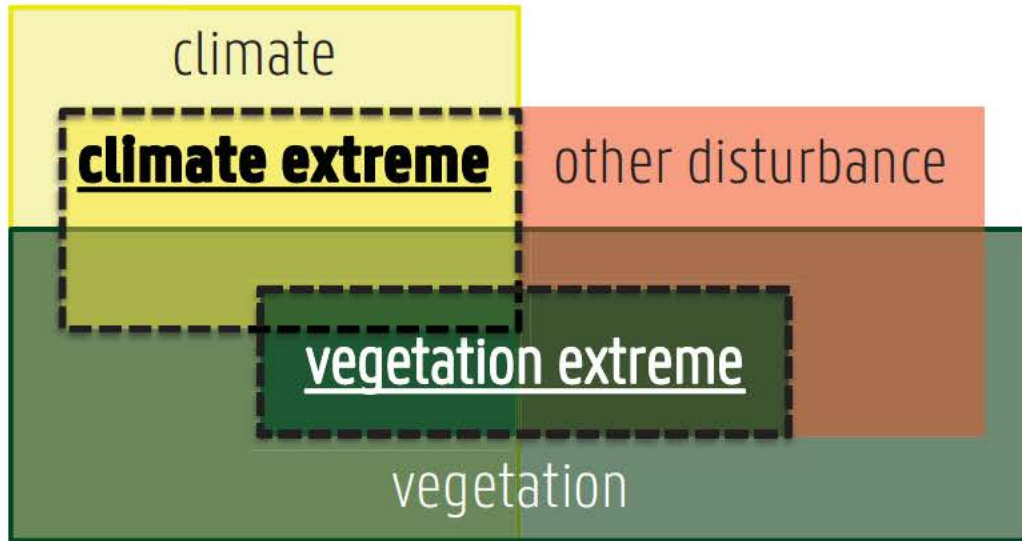 climate
climate extreme
other disturbance
vegetation extreme
vegetation